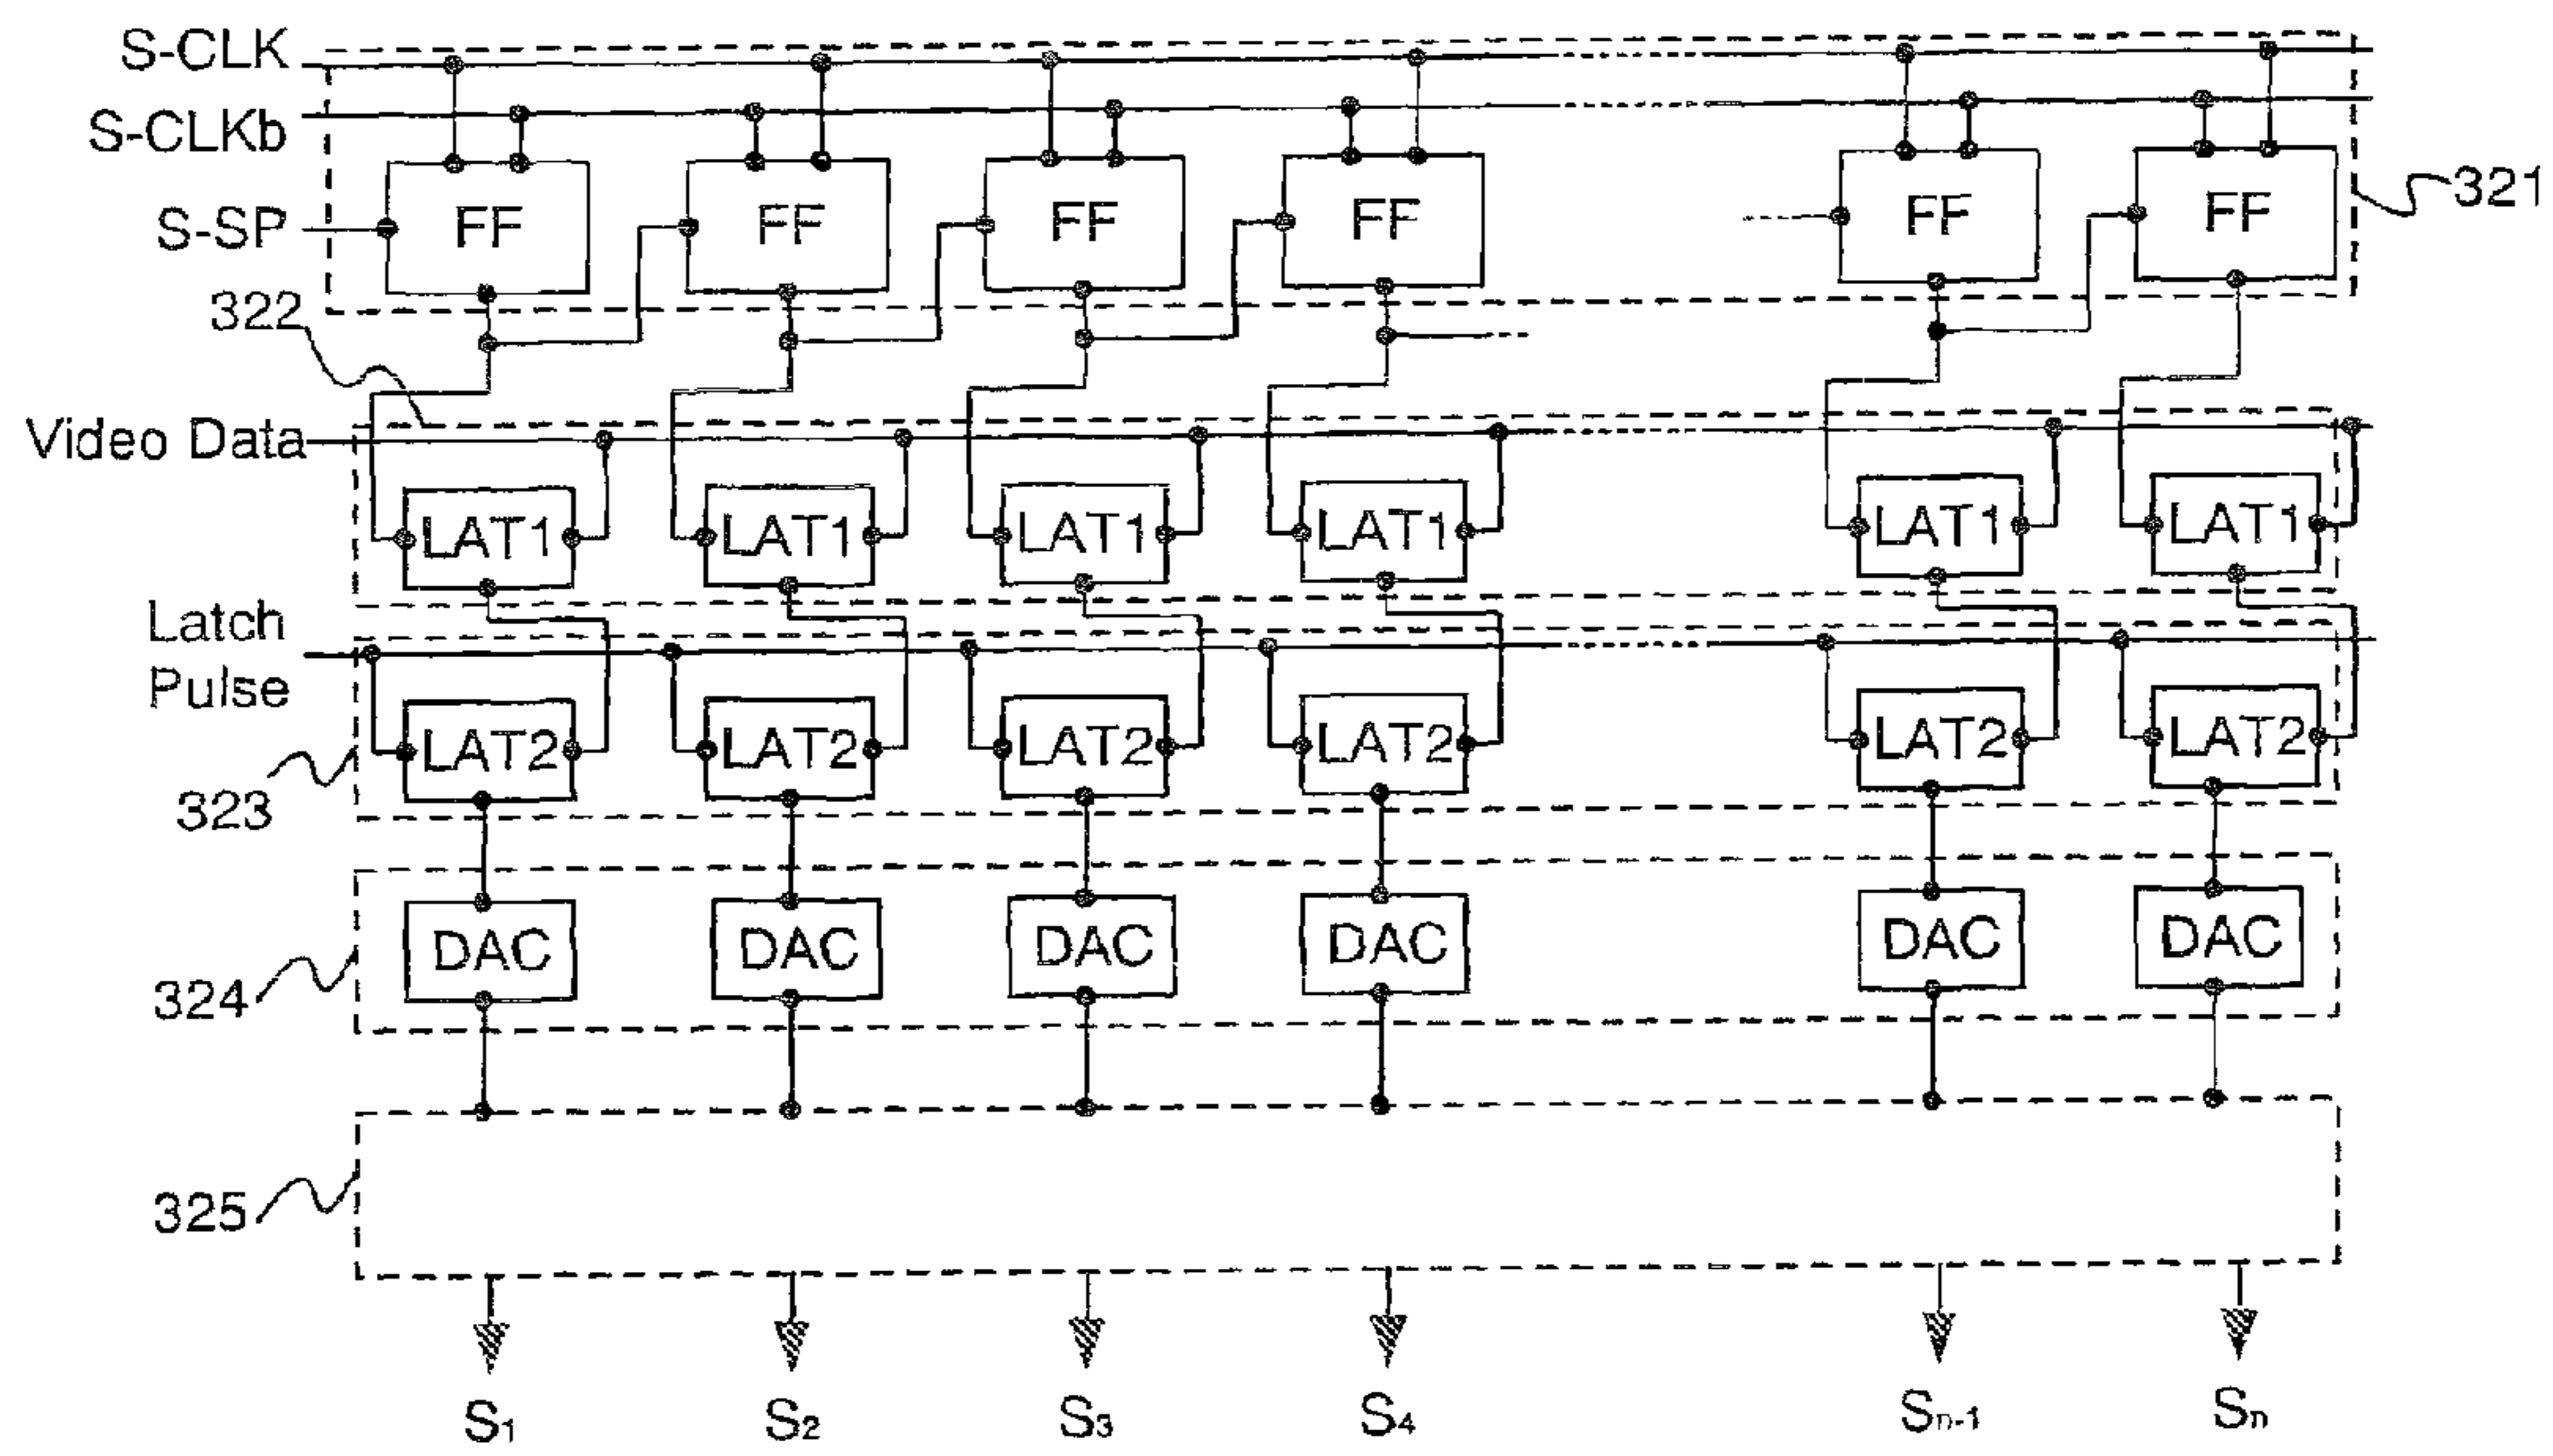 S-CLK
S-CLKb
S-SP
FF FF FF FF FF FF
321
322
Video Data
LAT1 LAT1 LAT1 LAT1 LAT1 LAT1
Latch
Pulse
LAT2 LAT2 LAT2 LAT2 LAT2 LAT2
323
DAC DAC DAC DAC DAC DAC
324
325
S1 S2 S3 S4 Sn-1 Sn